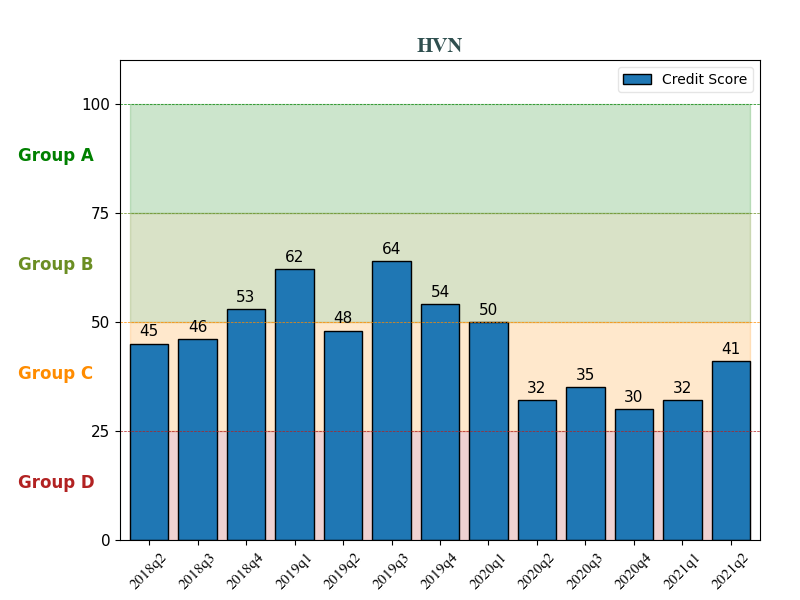 HVN
Credit Score
100
Group A
75
Group B
50
Group C
25
Group D
0
45
46
53
62
48
64
54
50
32
35
30
32
41
2018q2
2018q3
2018q4
2019q1
2019q2
2019q3
2019q4
2020q1
2020q2
2020q3
2020q4
2021q1
2021q2